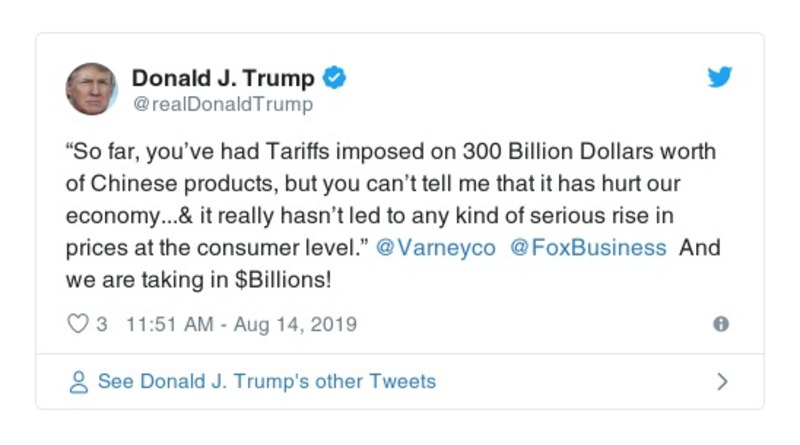 Donald J. Trump
@realDonaldTrump
“So far, you’ve had Tariffs imposed on 300 Billion Dollars worth
of Chinese products, but you can’t tell me that it has hurt our
economy...& it really hasn’t led to any kind of serious rise in
prices at the consumer level.” @Varneyco @FoxBusiness And
we are taking in $Billions!
3 11:51 AM - Aug 14, 2019
See Donald J. Trump's other Tweets